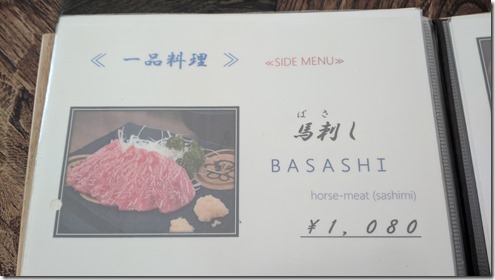 ≪ 一品料理 ≫ ≪SIDE MENU≫
ばさ
馬刺し
BASASHI
horse-meat (sashimi)
¥1,080